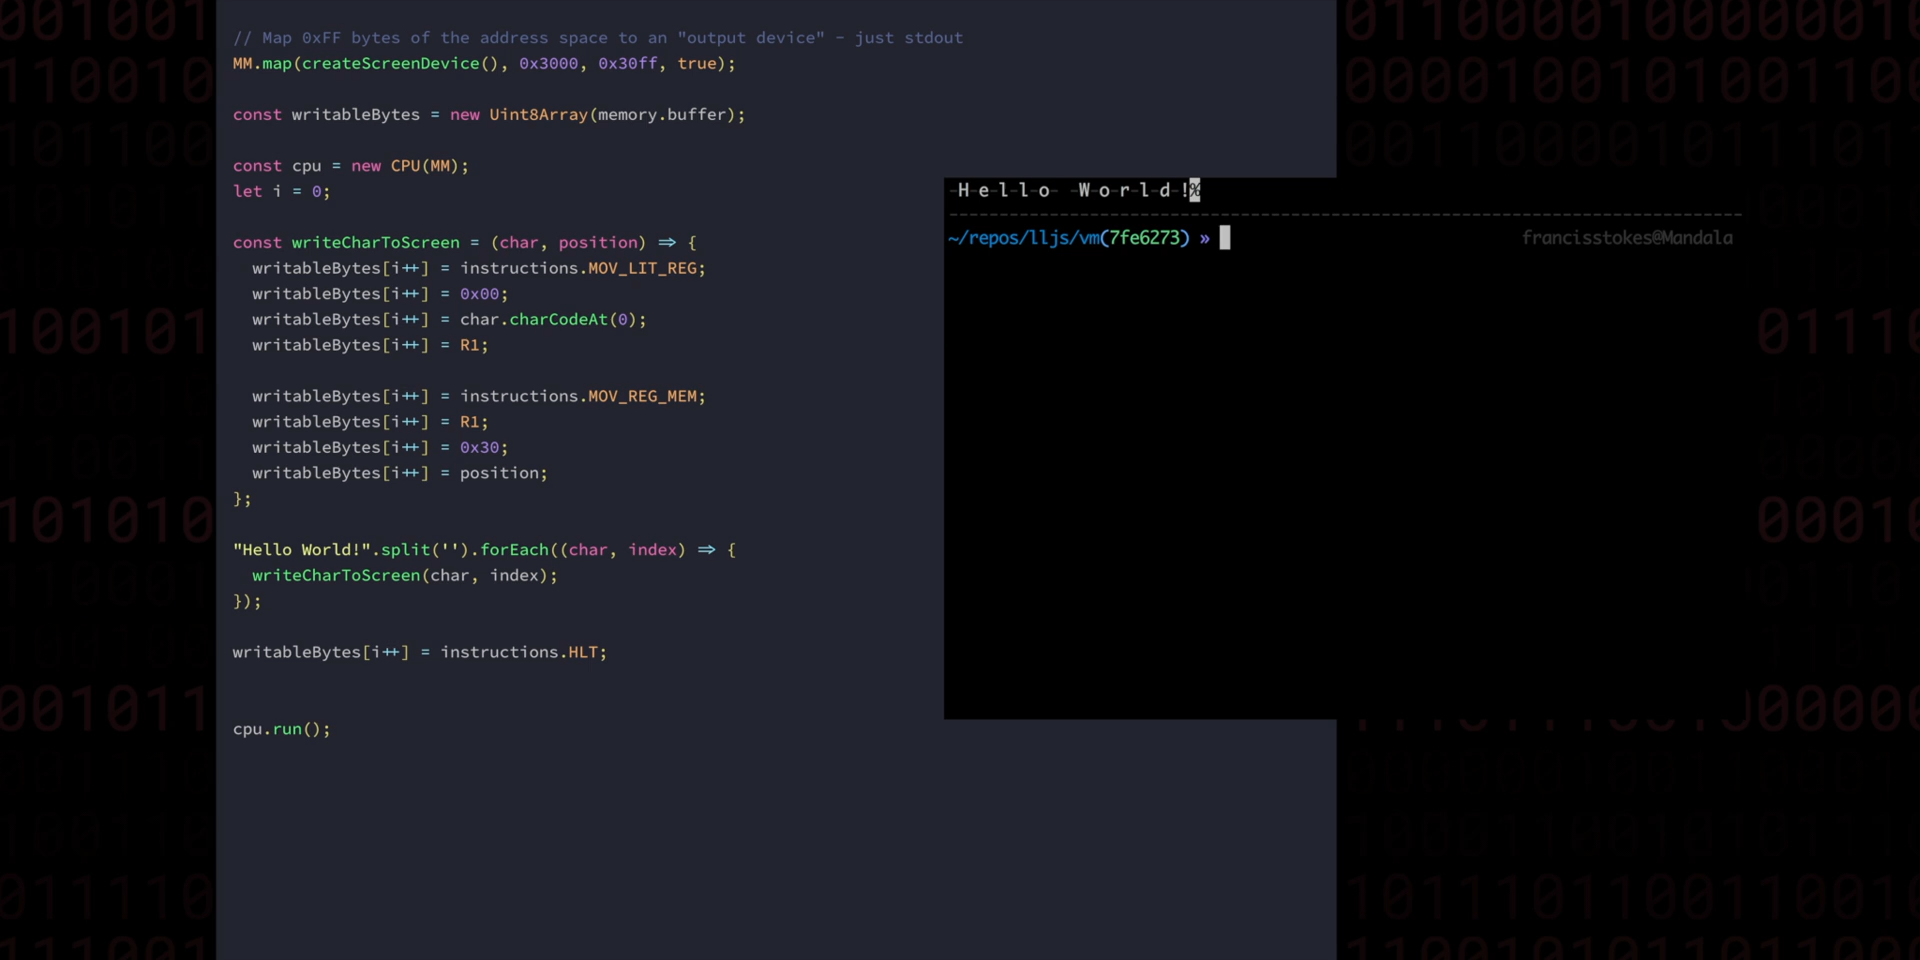 // Map 0xFF bytes of the address space to an "output device" - just stdout
MM.map(createScreenDevice(), 0x3000, 0x30ff, true);
const writableBytes = new Uint8Array(memory.buffer);
const cpu = new CPU(MM);
let i = 0;
const writeCharToScreen = (char, position) => {
writableBytes[i++] = instructions.MOV_LIT_REG;
writableBytes[i++] = 0x00;
writableBytes[i++] = char.charCodeAt(0);
writableBytes[i++] = R1;
writableBytes[i++] = instructions.MOV_REG_MEM;
writableBytes[i++] = R1;
writableBytes[i++] = 0x30;
writableBytes[i++] = position;
};
"Hello World!".split('').forEach((char, index) => {
writeCharToScreen(char, index);
});
writableBytes[i++] = instructions.HLT;
cpu.run();
-H-e-l-l-o- -W-o-r-l-d-!%
~/repos/lljs/vm(7fe6273) » francisstokes@Mandala